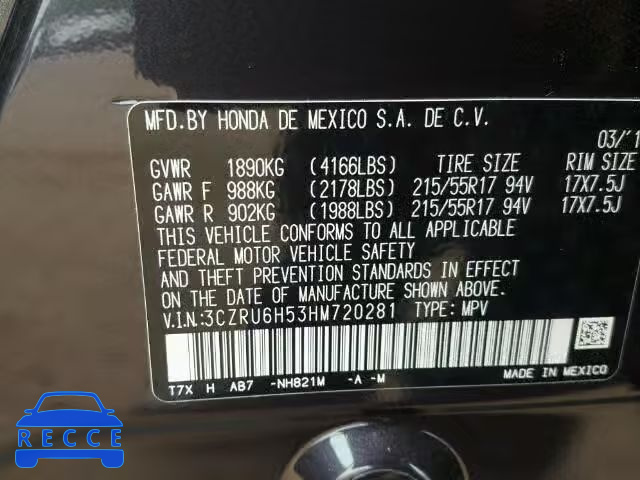 MFD.BY HONDA DE MEXICO S.A. DE C.V.
03/'1
GVWR 1890KG (4166LBS) TIRE SIZE RIM SIZE
GAWR F 988KG (2178LBS) 215/55R17 94V 17X7.5J
GAWR R 902KG (1988LBS) 215/55R17 94V 17X7.5J
THIS VEHICLE CONFORMS TO ALL APPLICABLE
FEDERAL MOTOR VEHICLE SAFETY
AND THEFT PREVENTION STANDARDS IN EFFECT ON
THE DATE OF MANUFACTURE SHOWN ABOVE.
V.I.N.:3CZRU6H53HM720281 TYPE: MPV
T7X H AB7 -NH821M -A -M MADE IN MEXICO
RECCE